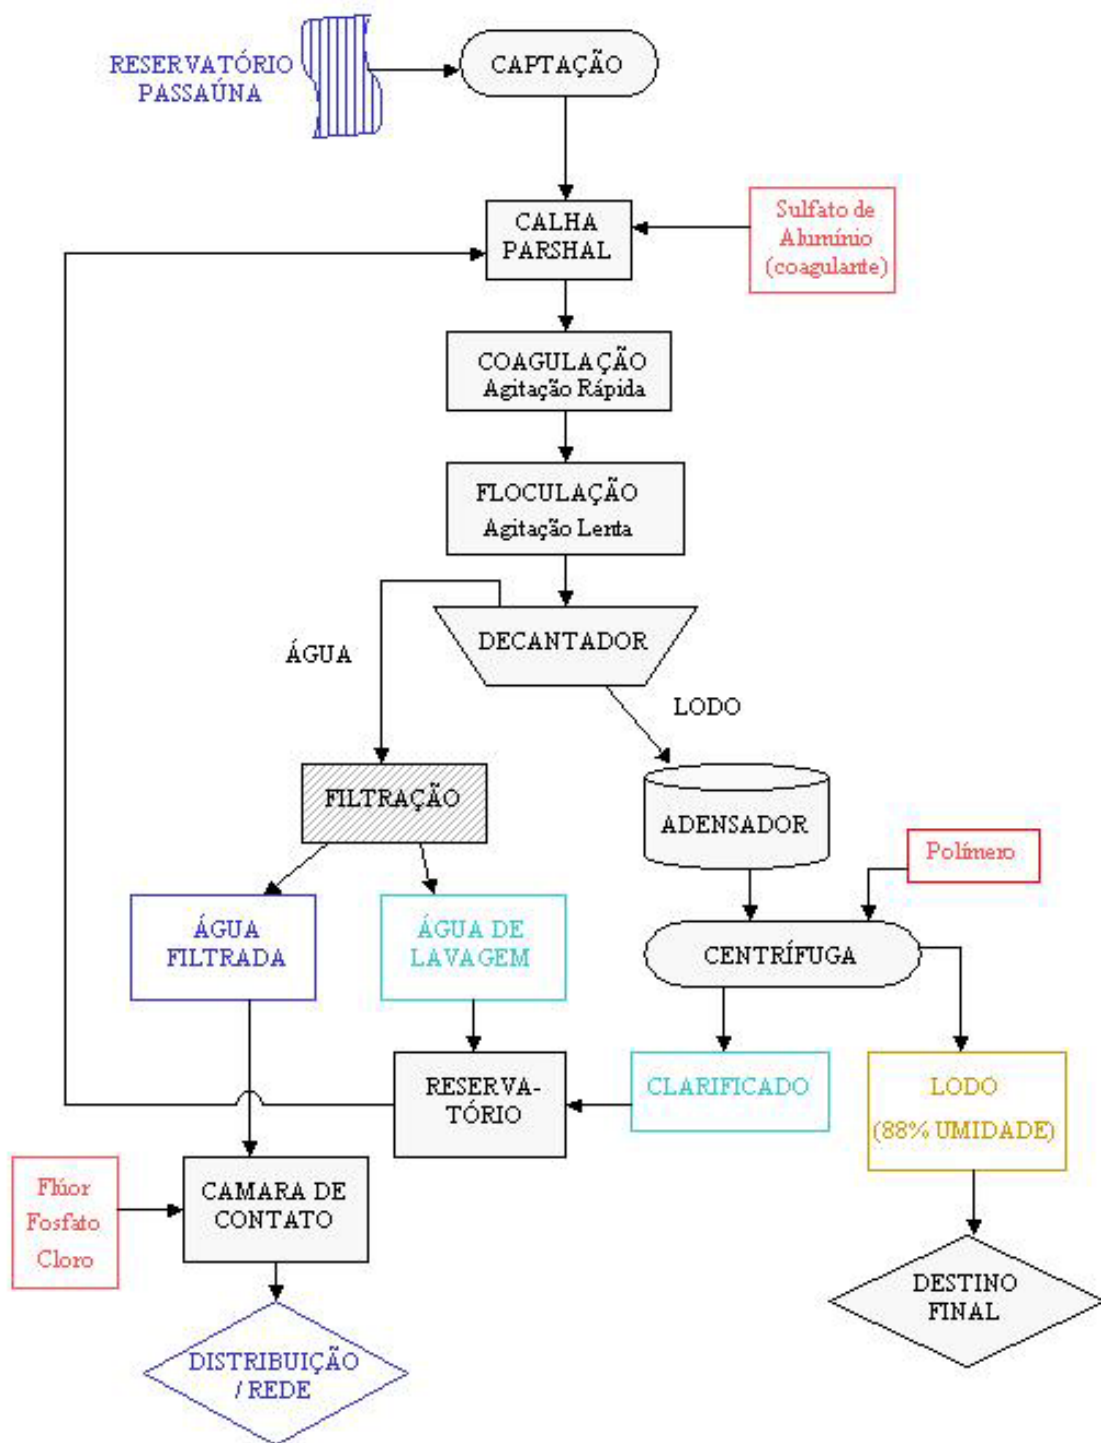 RESERVATÓRIO
PASSAÚNA
CAPTAÇÃO
CALHA
PARSHAL
Sulfato de
Alumínio
(coagulante)
COAGULAÇÃO
Agitação Rápida
FLOCULAÇÃO
Agitação Lenta
DECANTADOR
ÁGUA
LODO
FILTRAÇÃO
ADENSADOR
Polímero
ÁGUA
FILTRADA
ÁGUA DE
LAVAGEM
CENTRÍFUGA
RESERVA-
TÓRIO
CLARIFICADO
LODO
(88% UMIDADE)
Flúor
Fosfato
Cloro
CAMARA DE
CONTATO
DESTINO
FINAL
DISTRIBUIÇÃO
/ REDE